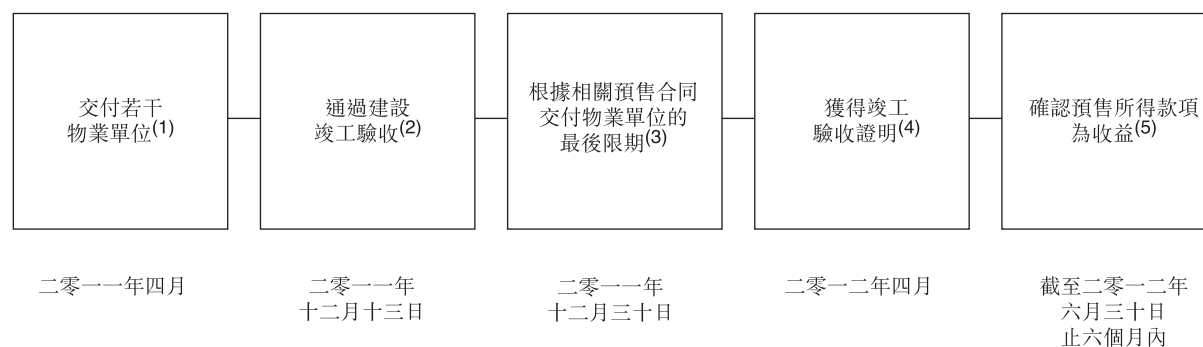 交付若干
物業單位(1)
通過建設
竣工驗收(2)
根據相關預售合同
交付物業單位的
最後限期(3)
獲得竣工
驗收證明(4)
確認預售所得款項
為收益(5)
二零一一年四月
二零一一年
十二月十三日
二零一一年
十二月三十日
二零一二年四月
截至二零一二年
六月三十日
止六個月內